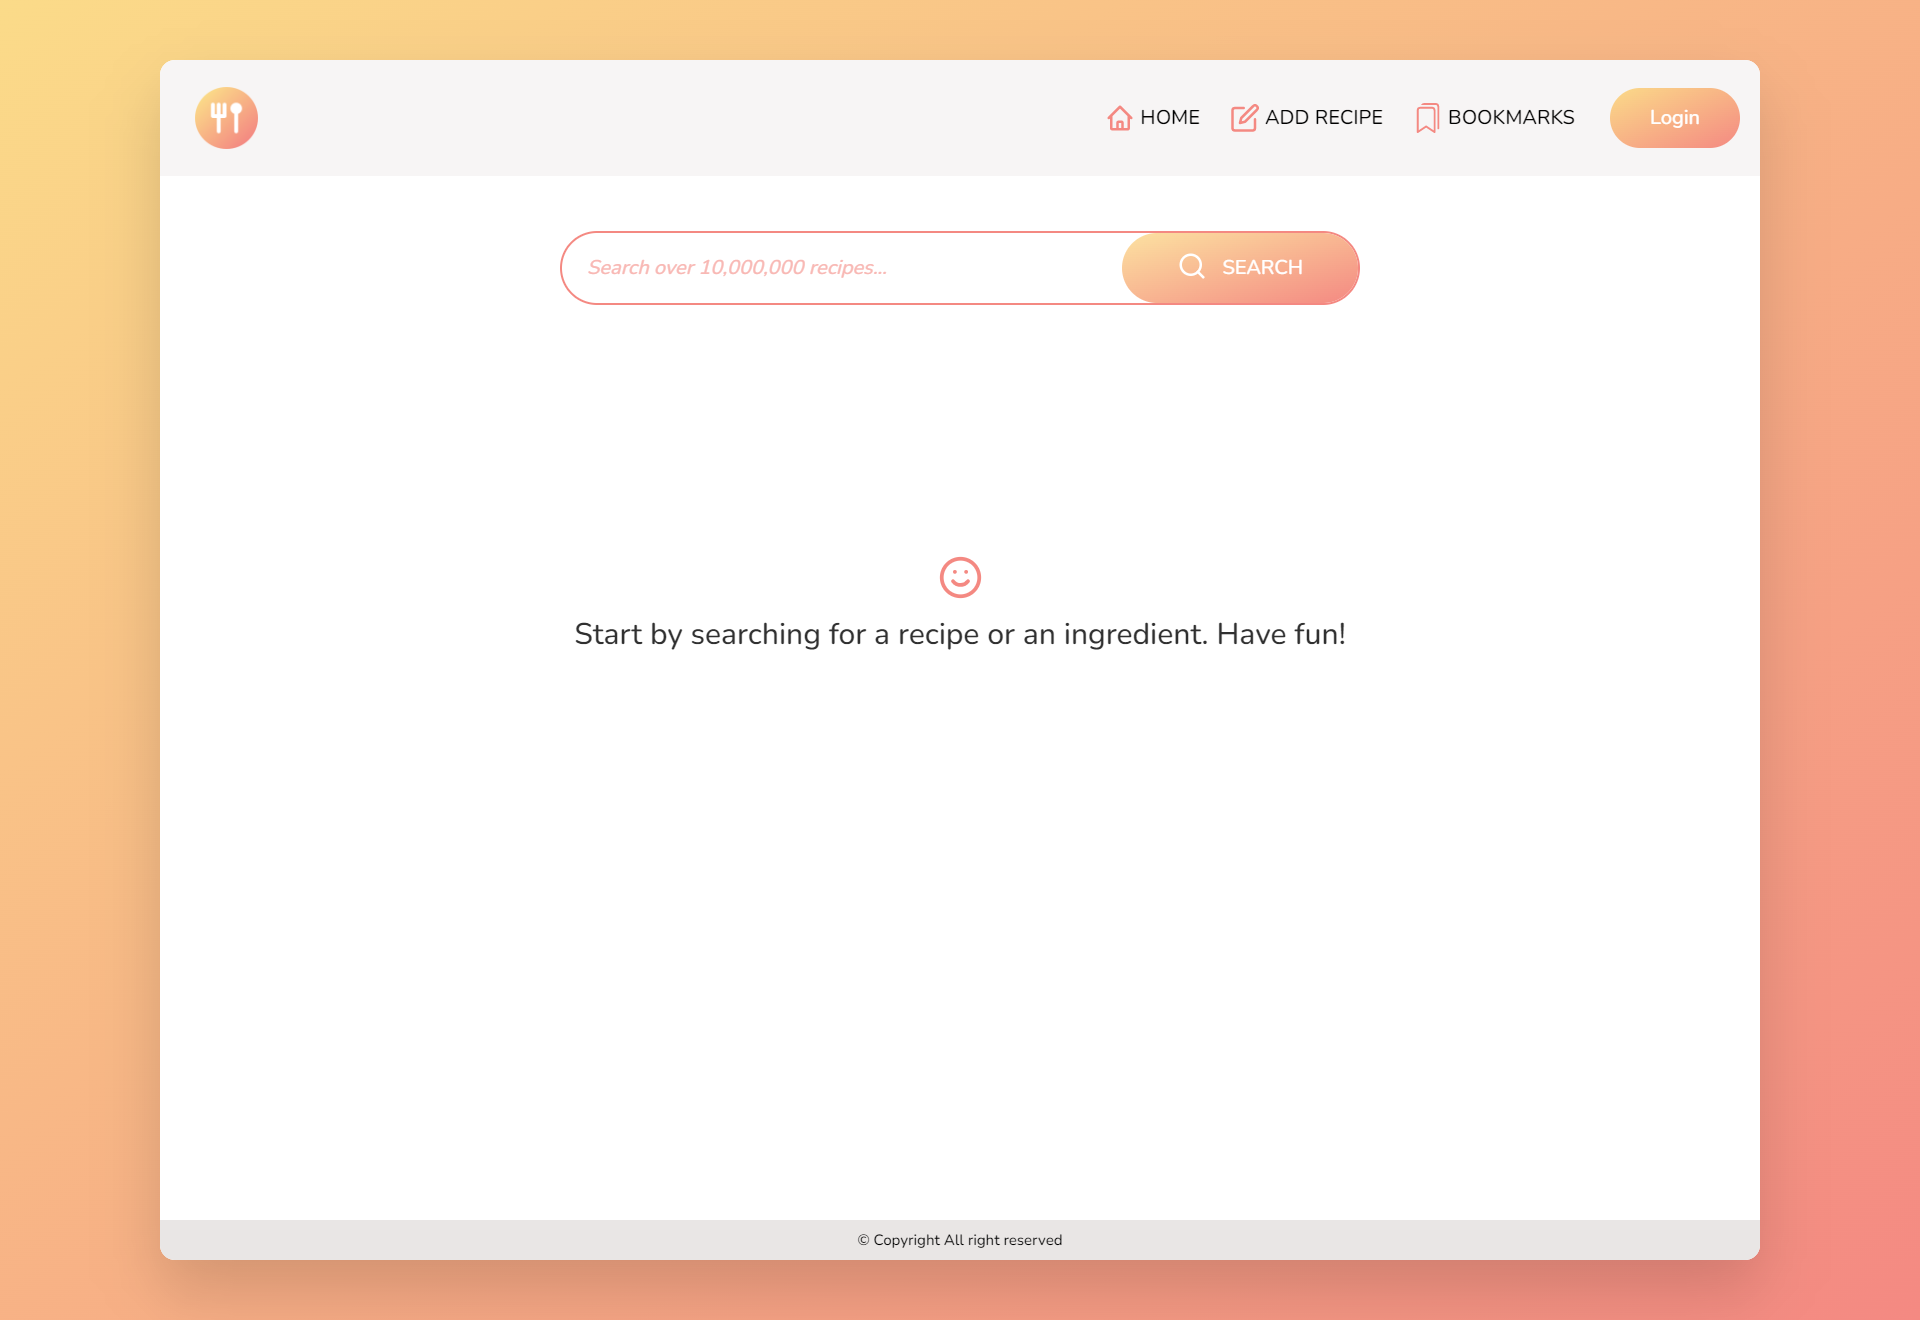 HOME ADD RECIPE BOOKMARKS Login
Search over 10,000,000 recipes... SEARCH
Start by searching for a recipe or an ingredient. Have fun!
© Copyright All right reserved